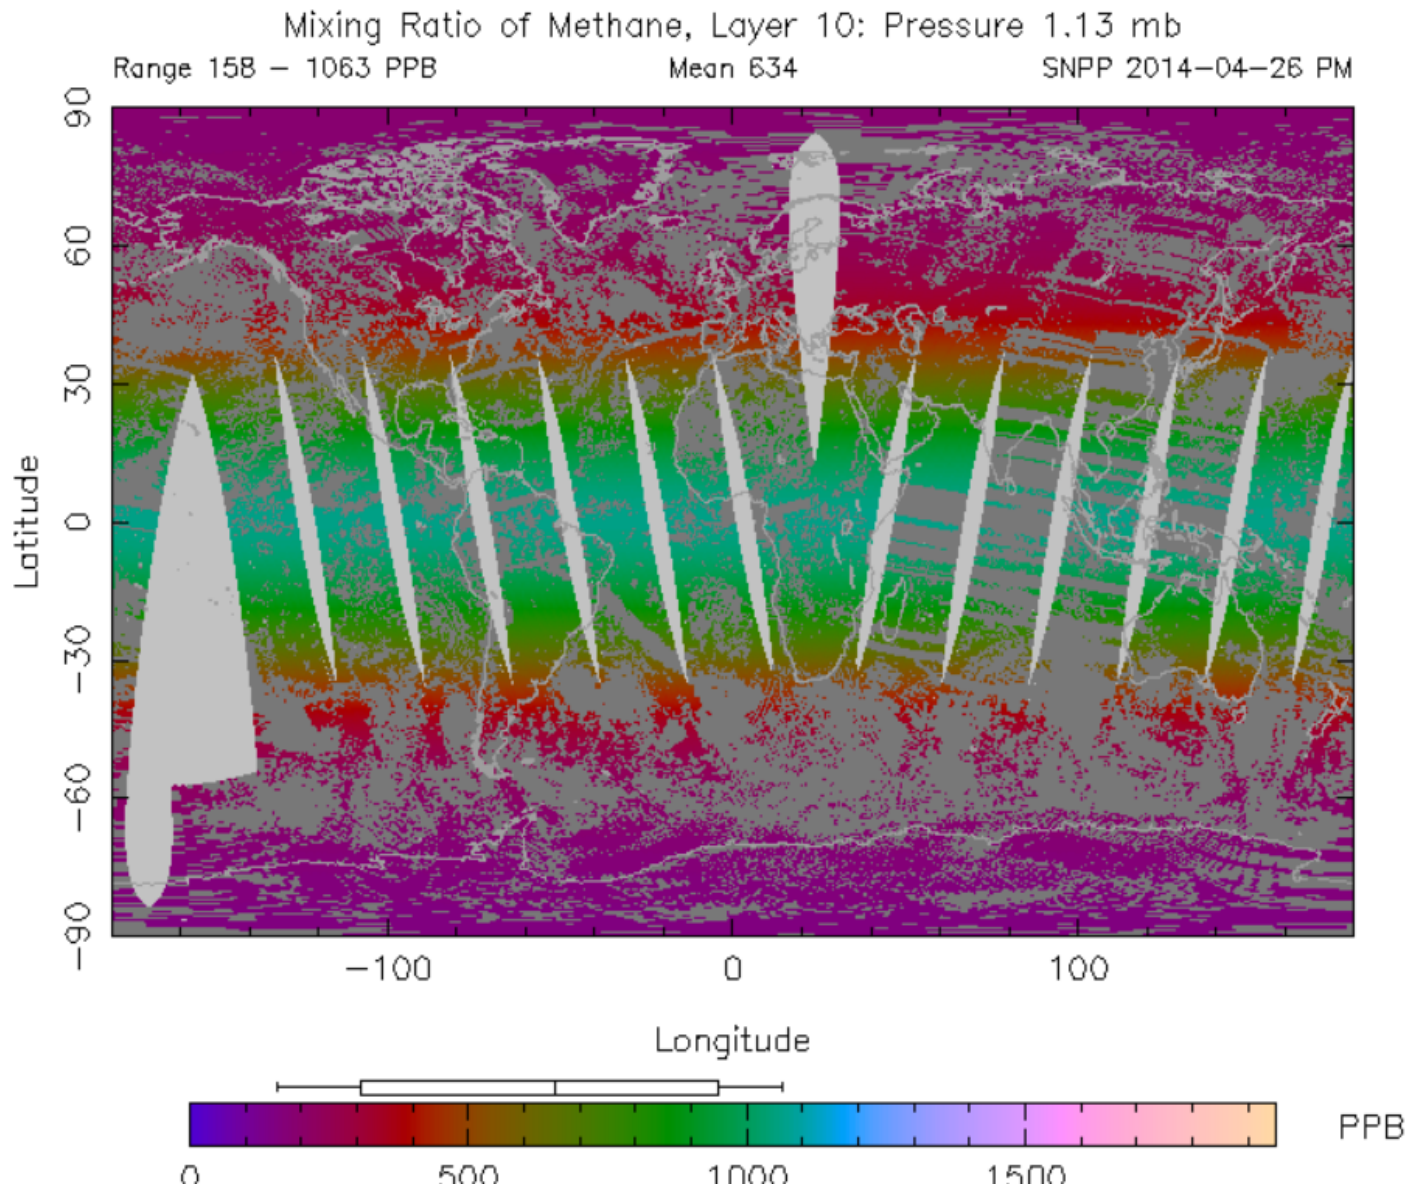 Mixing Ratio of Methane, Layer 10: Pressure 1.13 mb
Range 158 – 1063 PPB Mean 634 SNPP 2014–04–26 PM
90
60
30
0
–30
–60
–90
Latitude
–100 0 100
Longitude
PPB
0 500 1000 1500